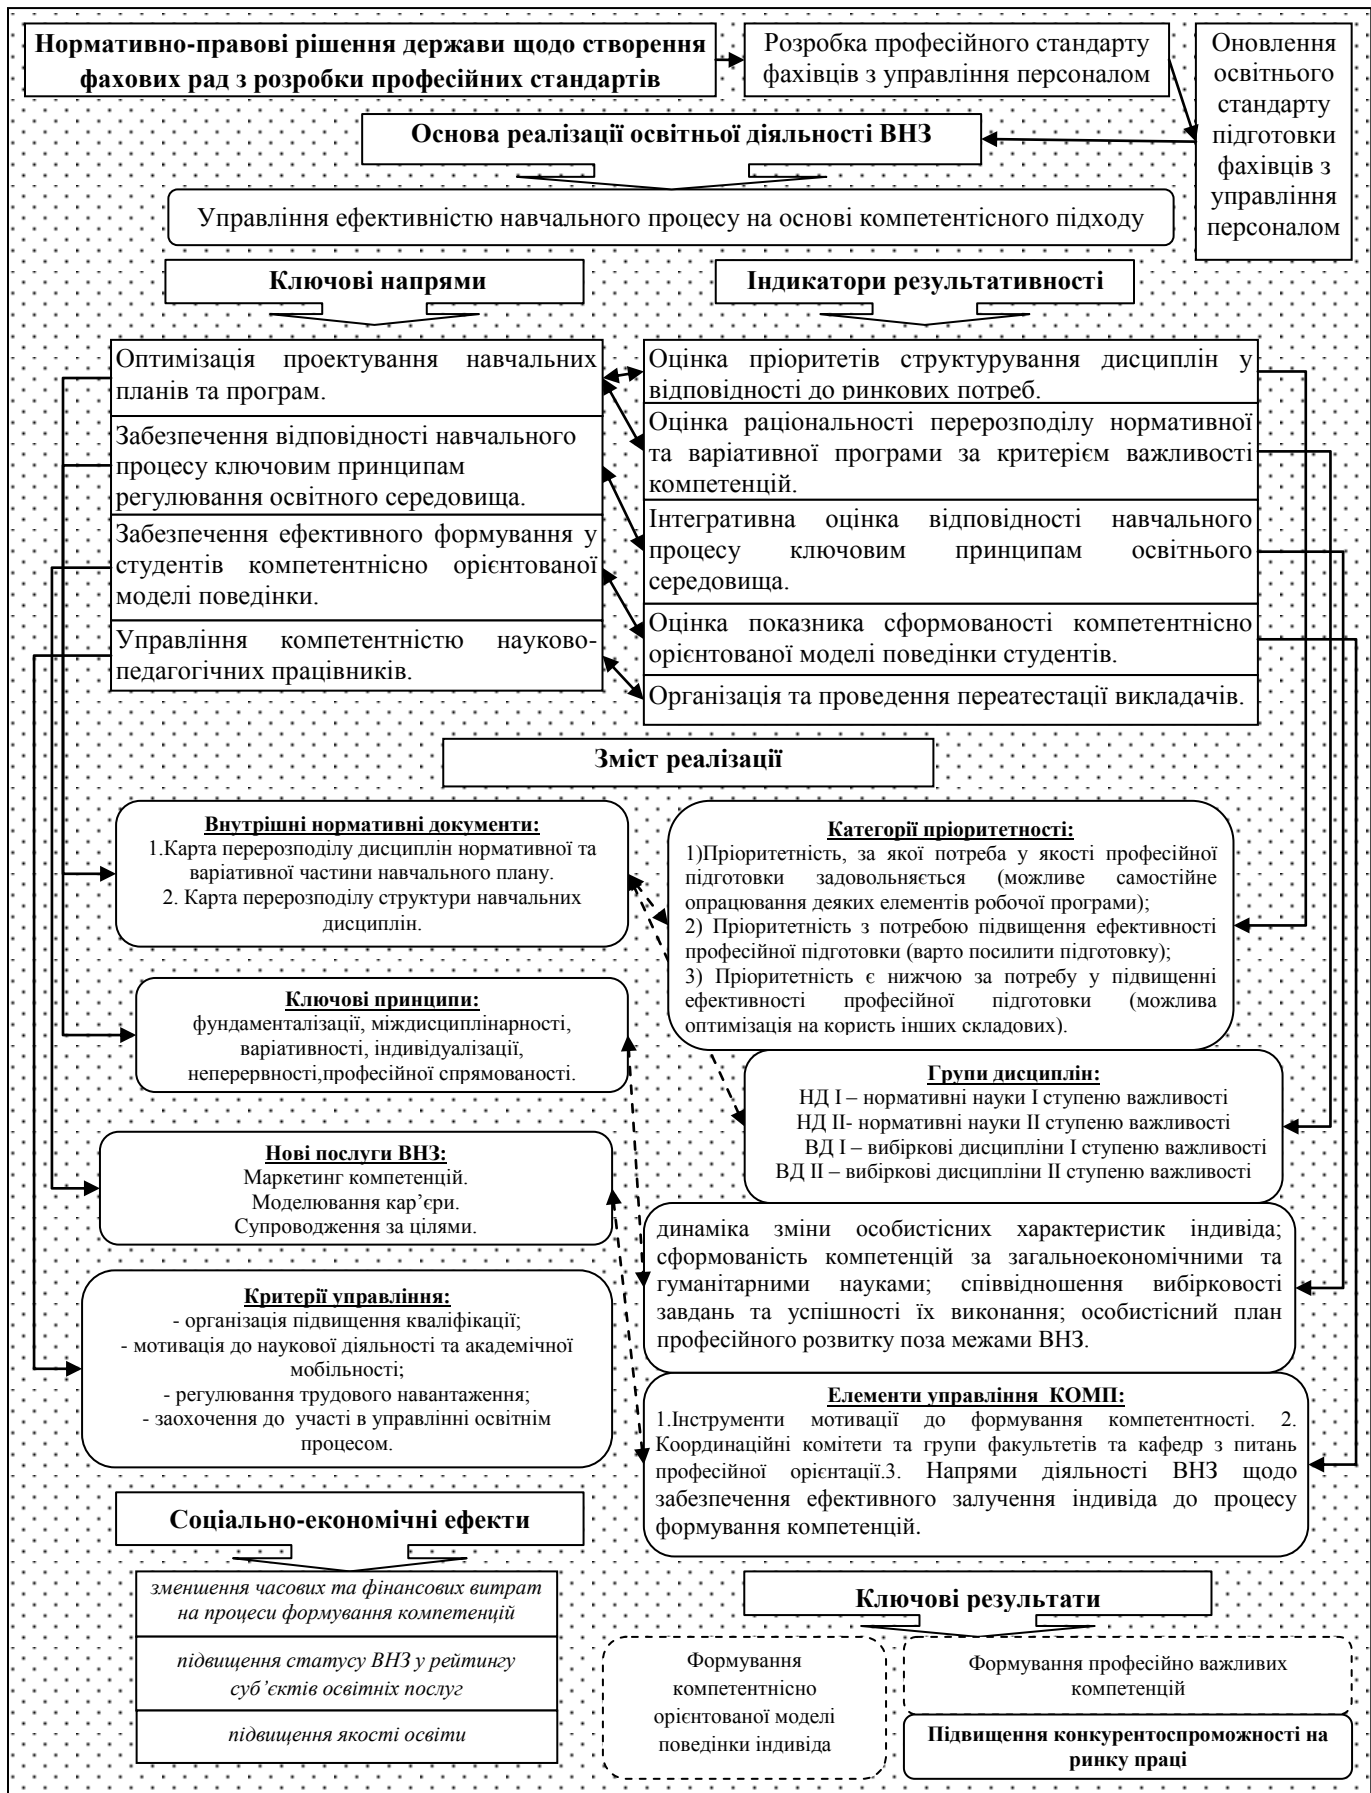 Нормативно-правові рішення держави щодо створення
фахових рад з розробки професійних стандартів
Розробка професійного стандарту
фахівців з управління персоналом
Оновлення
освітнього
стандарту
підготовки
фахівців з
управління
персоналом
Основа реалізації освітньої діяльності ВНЗ
Управління ефективністю навчального процесу на основі компетентісного підходу
Ключові напрями
Індикатори результативності
Оптимізація проектування навчальних
планів та програм.
Забезпечення відповідності навчального
процесу ключовим принципам
регулювання освітного середовища.
Забезпечення ефективного формування у
студентів компетентнісно орієнтованої
моделі поведінки.
Управління компетентністю науково-
педагогічних працівників.
Оцінка пріоритетів структурування дисциплін у
відповідності до ринкових потреб.
Оцінка раціональності перерозподілу нормативної
та варіативної програми за критерієм важливості
компетенцій.
Інтегративна оцінка відповідності навчального
процесу ключовим принципам освітнього
середовища.
Оцінка показника сформованості компетентнісно
орієнтованої моделі поведінки студентів.
Організація та проведення переатестації викладачів.
Зміст реалізації
Внутрішні нормативні документи:
1.Карта перерозподілу дисциплін нормативної та
варіативної частини навчального плану.
2. Карта перерозподілу структури навчальних
дисциплін.
Ключові принципи:
фундаменталізації, міждисциплінарності,
варіативності, індивідуалізації,
неперервності,професійної спрямованості.
Нові послуги ВНЗ:
Маркетинг компетенцій.
Моделювання кар’єри.
Супроводження за цілями.
Критерії управління:
- організація підвищення кваліфікації;
- мотивація до наукової діяльності та академічної
мобільності;
- регулювання трудового навантаження;
- заохочення до участі в управлінні освітнім
процесом.
Категорії пріоритетності:
1)Пріоритетність, за якої потреба у якості професійної
підготовки задовольняється (можливе самостійне
опрацювання деяких елементів робочої програми);
2) Пріоритетність з потребою підвищення ефективності
професійної підготовки (варто посилити підготовку);
3) Пріоритетність є нижчою за потребу у підвищенні
ефективності професійної підготовки (можлива
оптимізація на користь інших складових).
Групи дисциплін:
НД І – нормативні науки І ступеню важливості
НД ІІ- нормативні науки ІІ ступеню важливості
ВД І – вибіркові дисципліни І ступеню важливості
ВД ІІ – вибіркові дисципліни ІІ ступеню важливості
динаміка зміни особистісних характеристик індивіда;
сформованість компетенцій за загальноекономічними та
гуманітарними науками; співвідношення вибірковості
завдань та успішності їх виконання; особистісний план
професійного розвитку поза межами ВНЗ.
Елементи управління КОМП:
1.Інструменти мотивації до формування компетентності. 2.
Координаційні комітети та групи факультетів та кафедр з питань
професійної орієнтації.3. Напрями діяльності ВНЗ щодо
забезпечення ефективного залучення індивіда до процесу
формування компетенцій.
Соціально-економічні ефекти
зменшення часових та фінансових витрат
на процеси формування компетенцій
підвищення статусу ВНЗ у рейтингу
суб’єктів освітніх послуг
підвищення якості освіти
Ключові результати
Формування
компетентнісно
орієнтованої моделі
поведінки індивіда
Формування професійно важливих
компетенцій
Підвищення конкурентоспроможності на
ринку праці